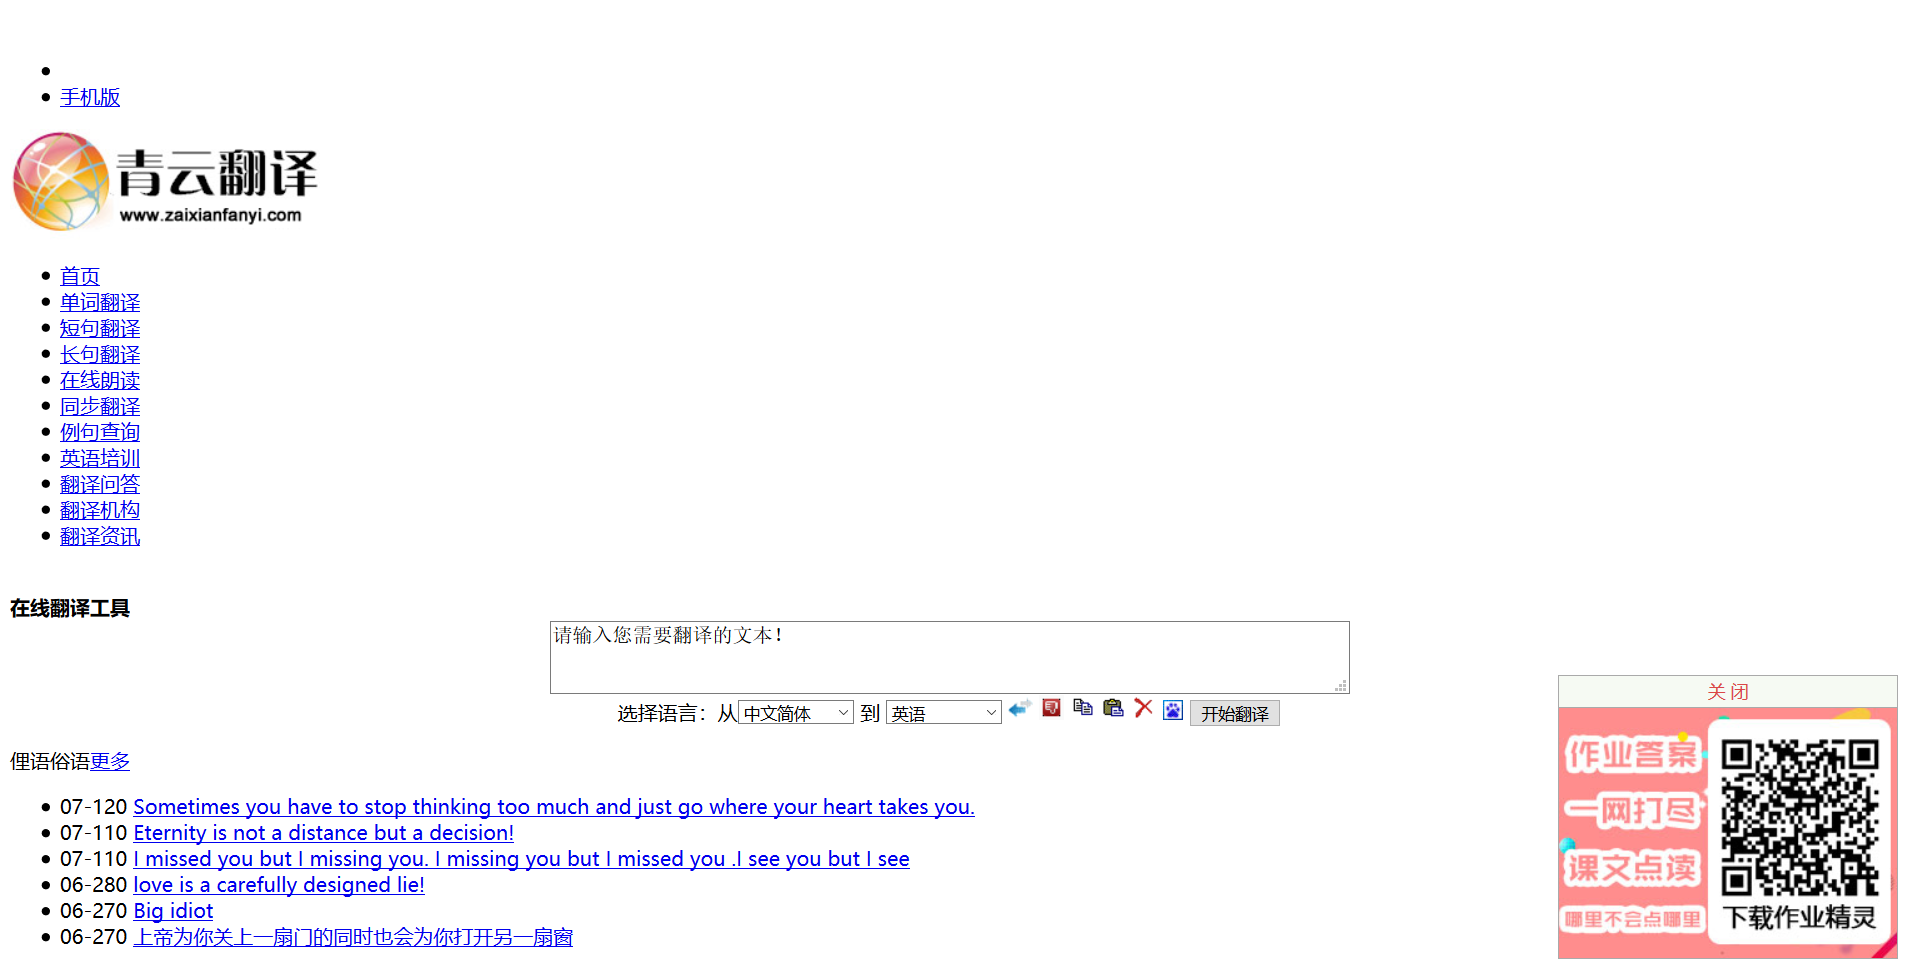 手机版
青云翻译
www.zaixianfanyi.com
首页
单词翻译
短句翻译
长句翻译
在线朗读
同步翻译
例句查询
英语培训
翻译问答
翻译机构
翻译资讯
在线翻译工具
请输入您需要翻译的文本!
选择语言：从 中文简体 到 英语 开始翻译
俚语俗语更多
07-120 Sometimes you have to stop thinking too much and just go where your heart takes you.
07-110 Eternity is not a distance but a decision!
07-110 I missed you but I missing you. I missing you but I missed you .I see you but I see
06-280 love is a carefully designed lie!
06-270 Big idiot
06-270 上帝为你关上一扇门的同时也会为你打开另一扇窗
关 闭
作业答案
一网打尽
课文点读
哪里不会点哪里
下载作业精灵